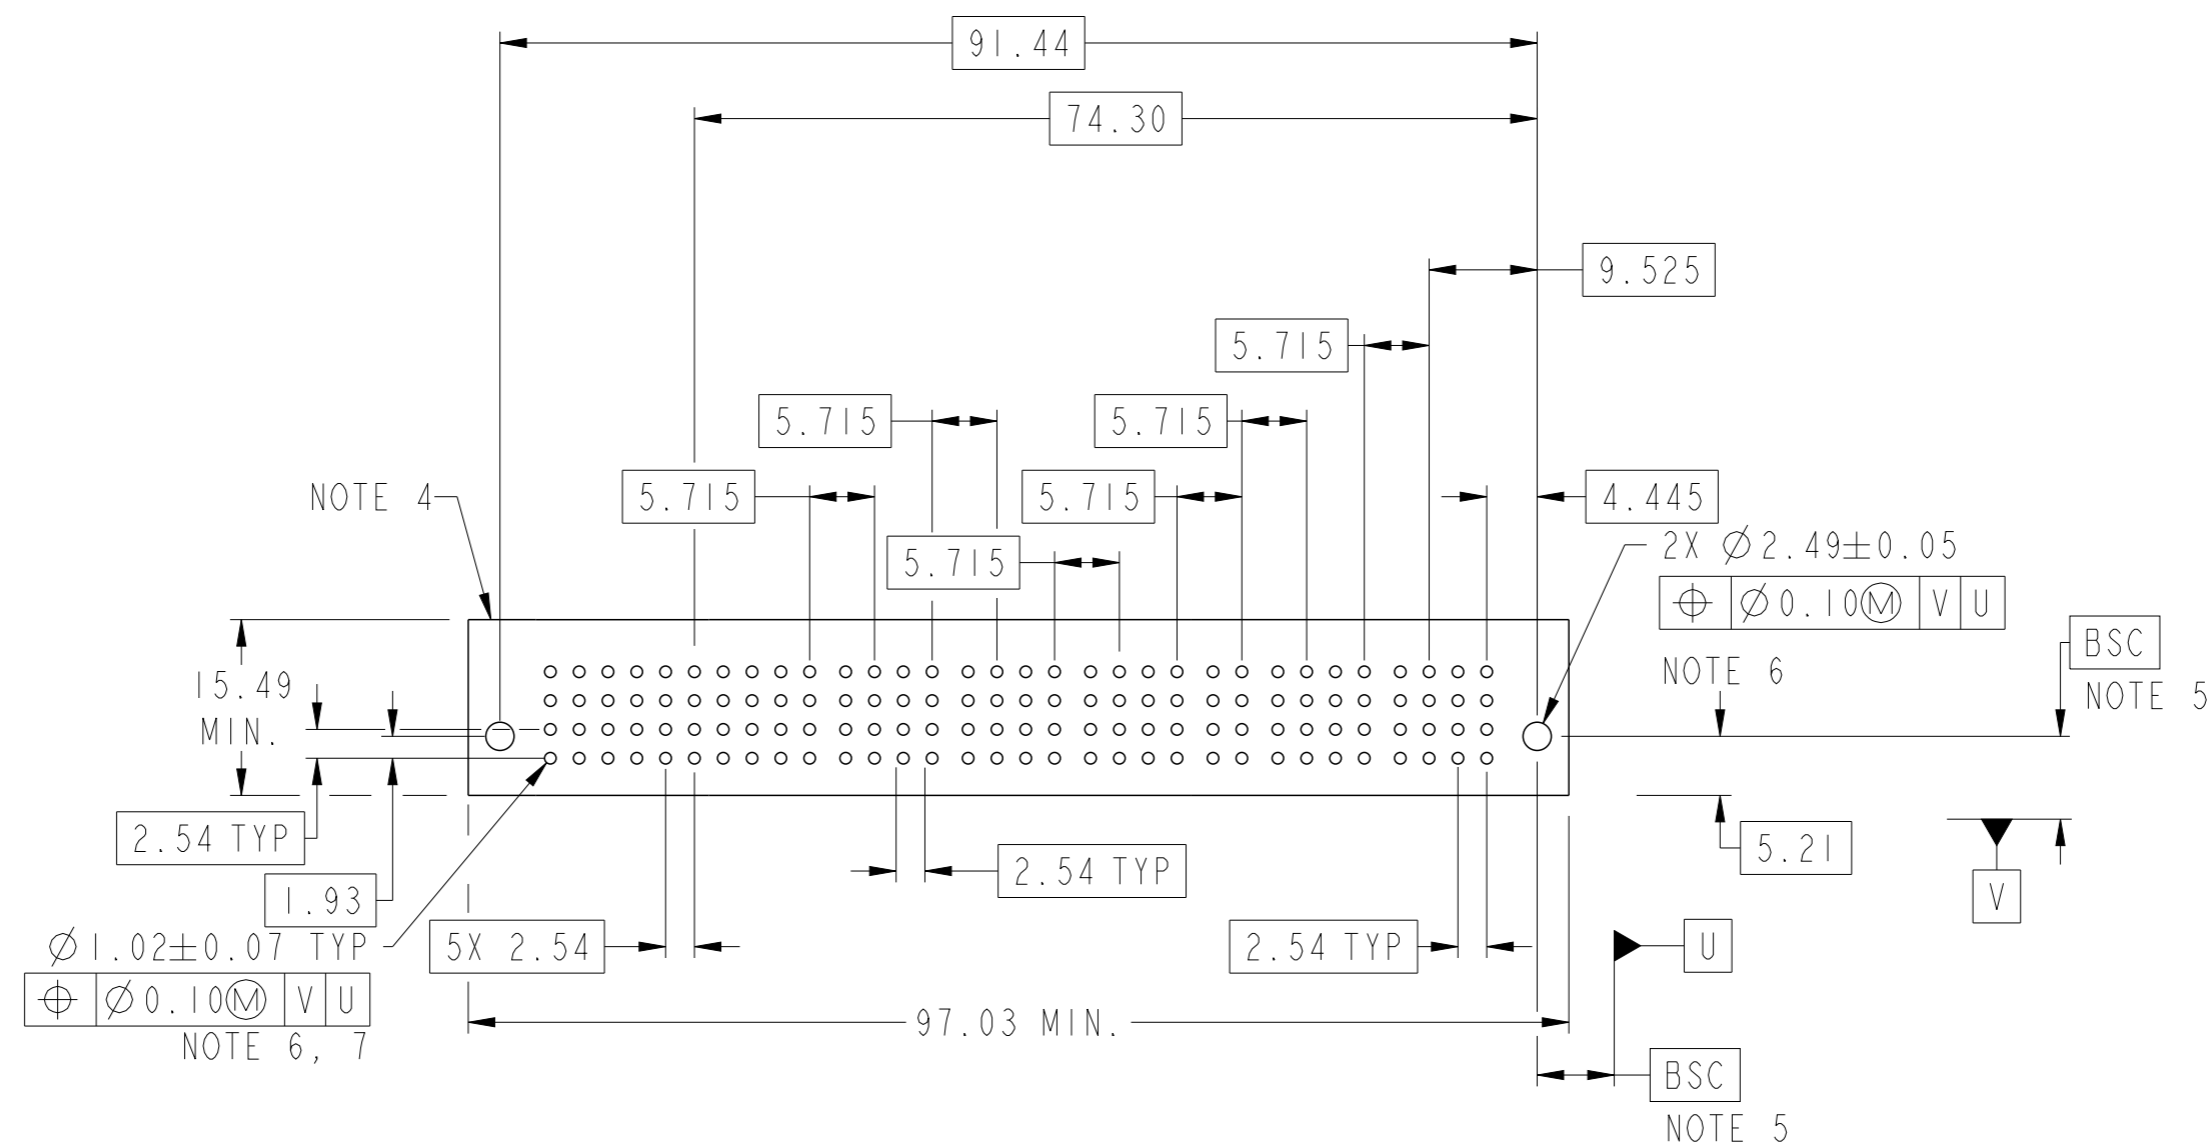 91.44
74.30
9.525
5.715
5.715
5.715
NOTE 4
5.715
5.715
4.445
5.715
2X ∅2.49±0.05
⌖ ∅0.10Ⓜ V U
NOTE 6
BSC
NOTE 5
15.49
MIN.
2.54 TYP
5.21
2.54 TYP
1.93
V
∅1.02±0.07 TYP
5X 2.54
2.54 TYP
U
⌖ ∅0.10Ⓜ V U
NOTE 6, 7
97.03 MIN.
BSC
NOTE 5